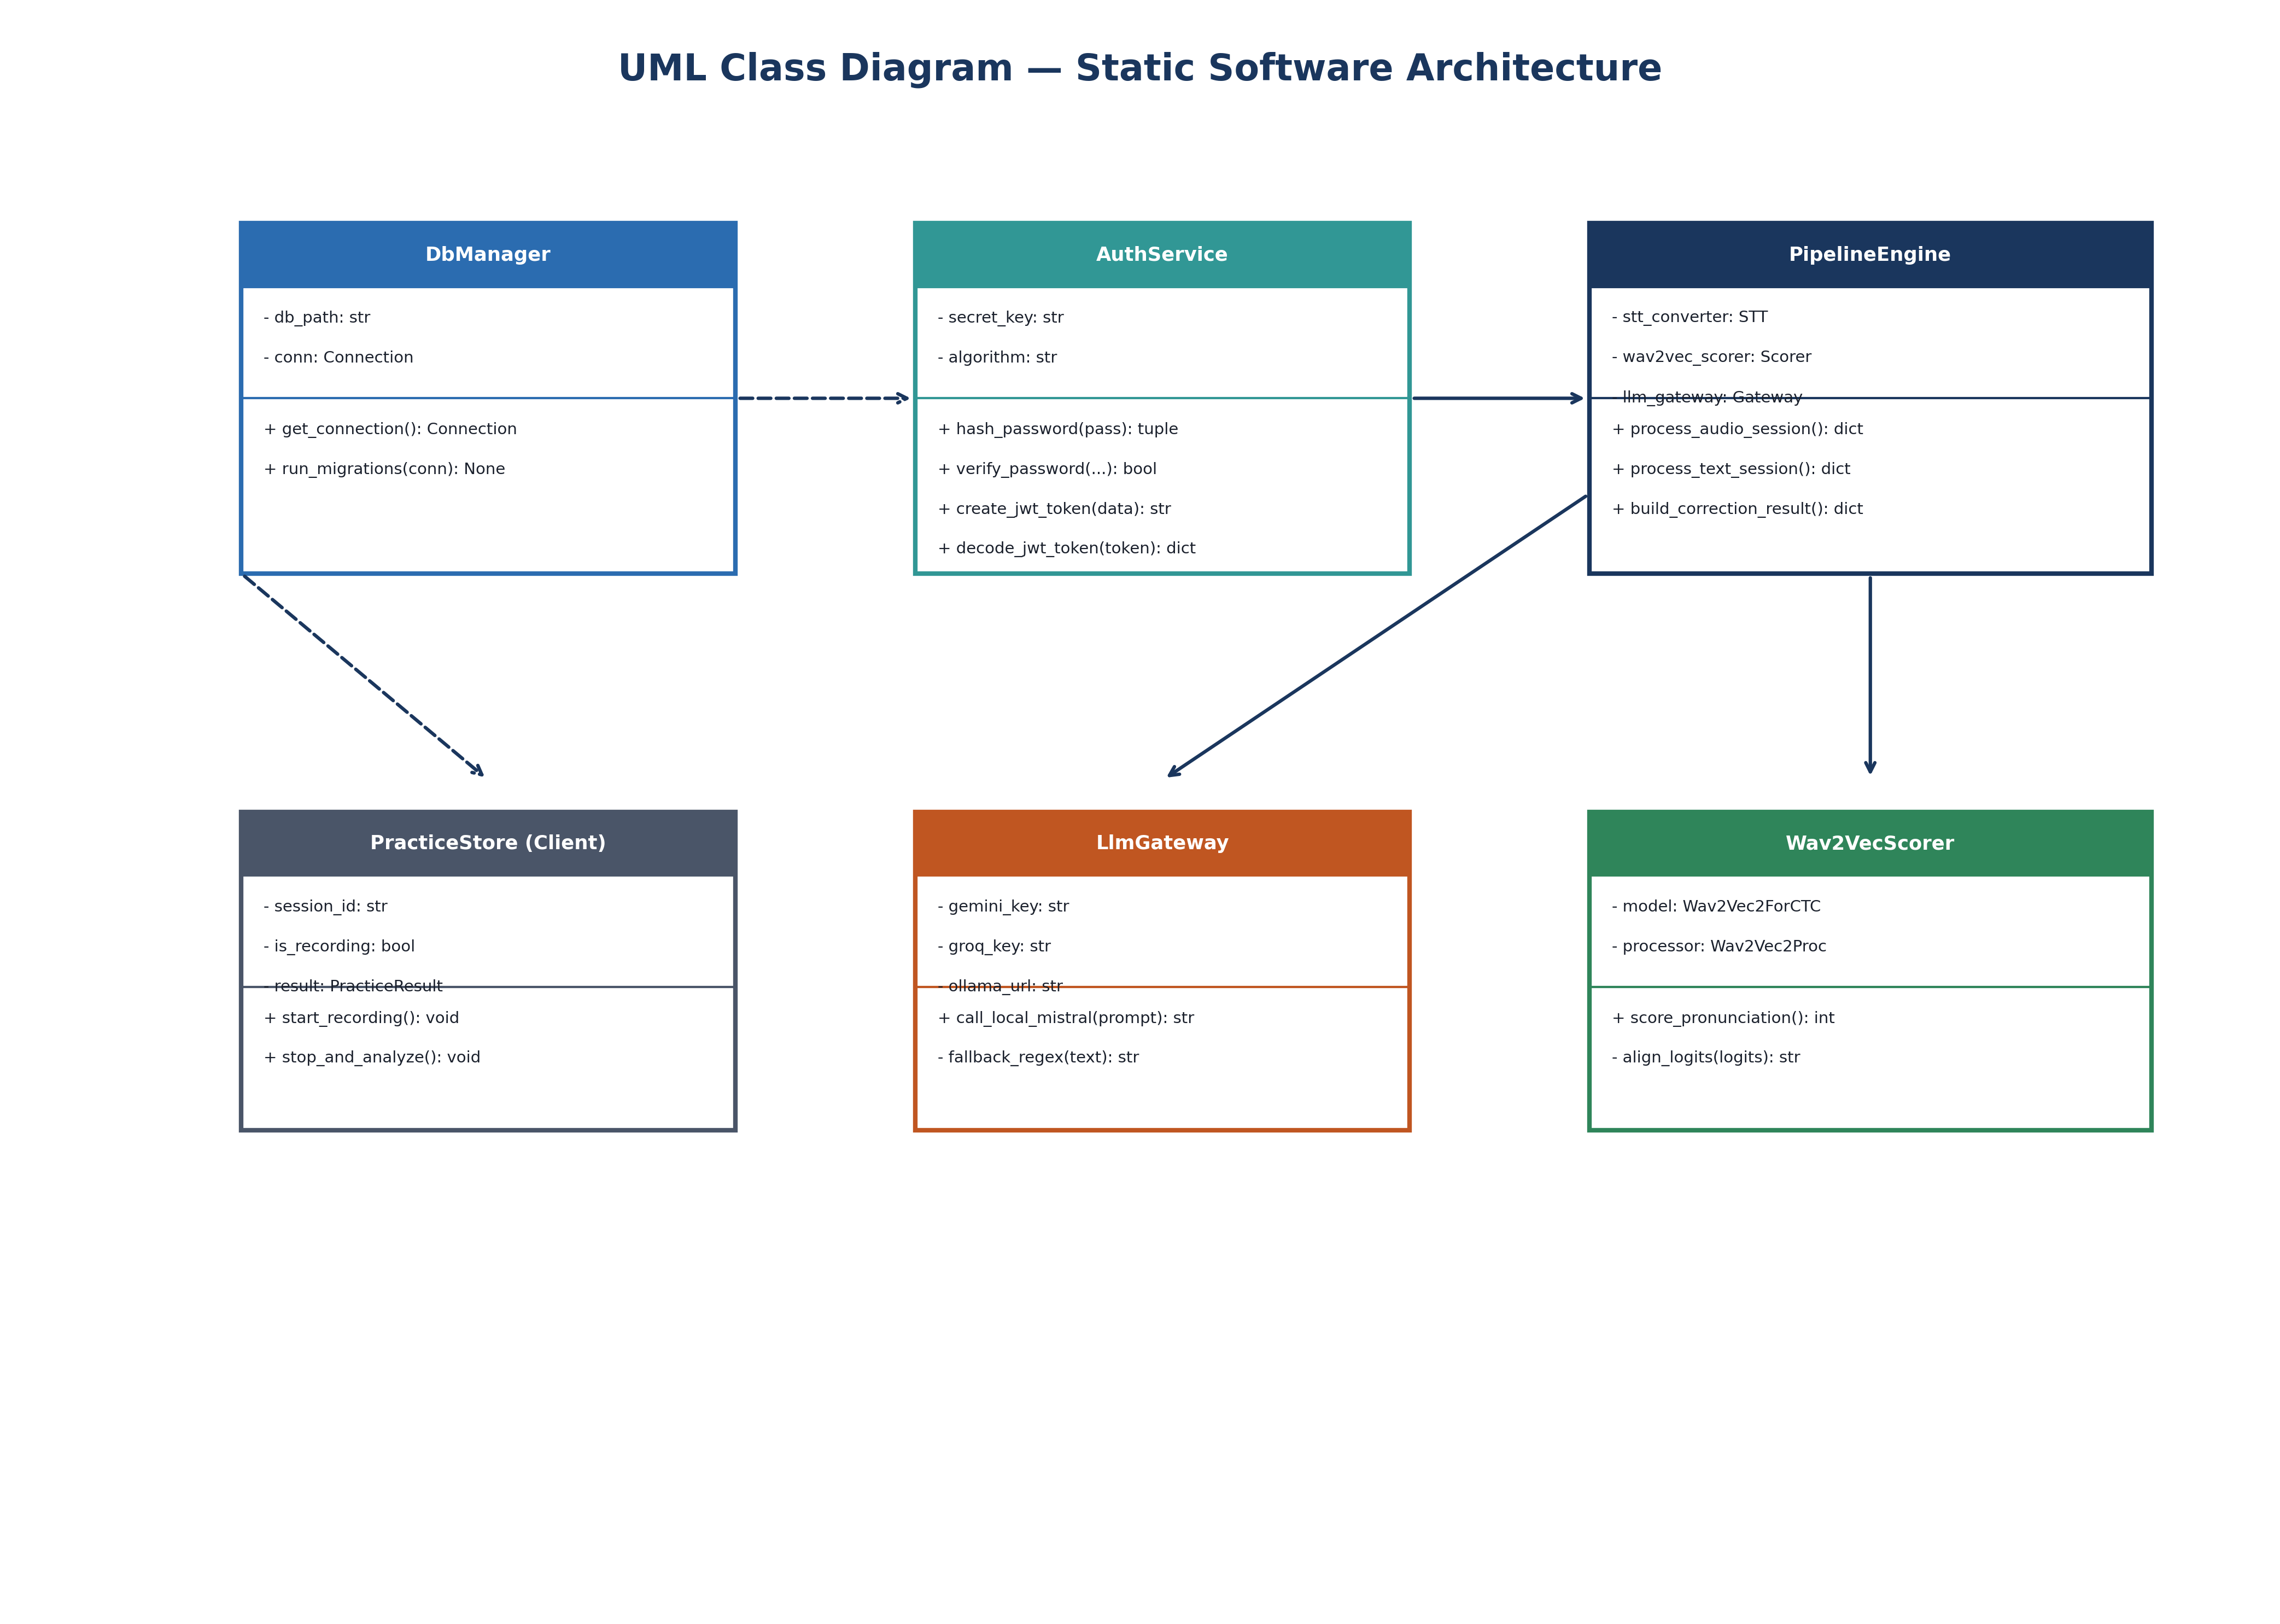 UML Class Diagram — Static Software Architecture
DbManager
- db_path: str
- conn: Connection
+ get_connection(): Connection
+ run_migrations(conn): None
AuthService
- secret_key: str
- algorithm: str
+ hash_password(pass): tuple
+ verify_password(...): bool
+ create_jwt_token(data): str
+ decode_jwt_token(token): dict
PipelineEngine
- stt_converter: STT
- wav2vec_scorer: Scorer
- llm_gateway: Gateway
+ process_audio_session(): dict
+ process_text_session(): dict
+ build_correction_result(): dict
PracticeStore (Client)
- session_id: str
- is_recording: bool
- result: PracticeResult
+ start_recording(): void
+ stop_and_analyze(): void
LlmGateway
- gemini_key: str
- groq_key: str
- ollama_url: str
+ call_local_mistral(prompt): str
- fallback_regex(text): str
Wav2VecScorer
- model: Wav2Vec2ForCTC
- processor: Wav2Vec2Proc
+ score_pronunciation(): int
- align_logits(logits): str